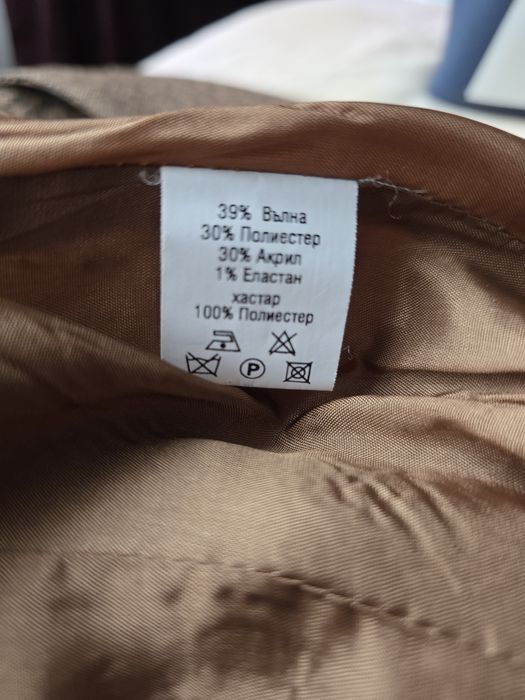 39% Вълна
30% Полиестер
30% Акрил
1% Еластан
хастар
100% Полиестер
P